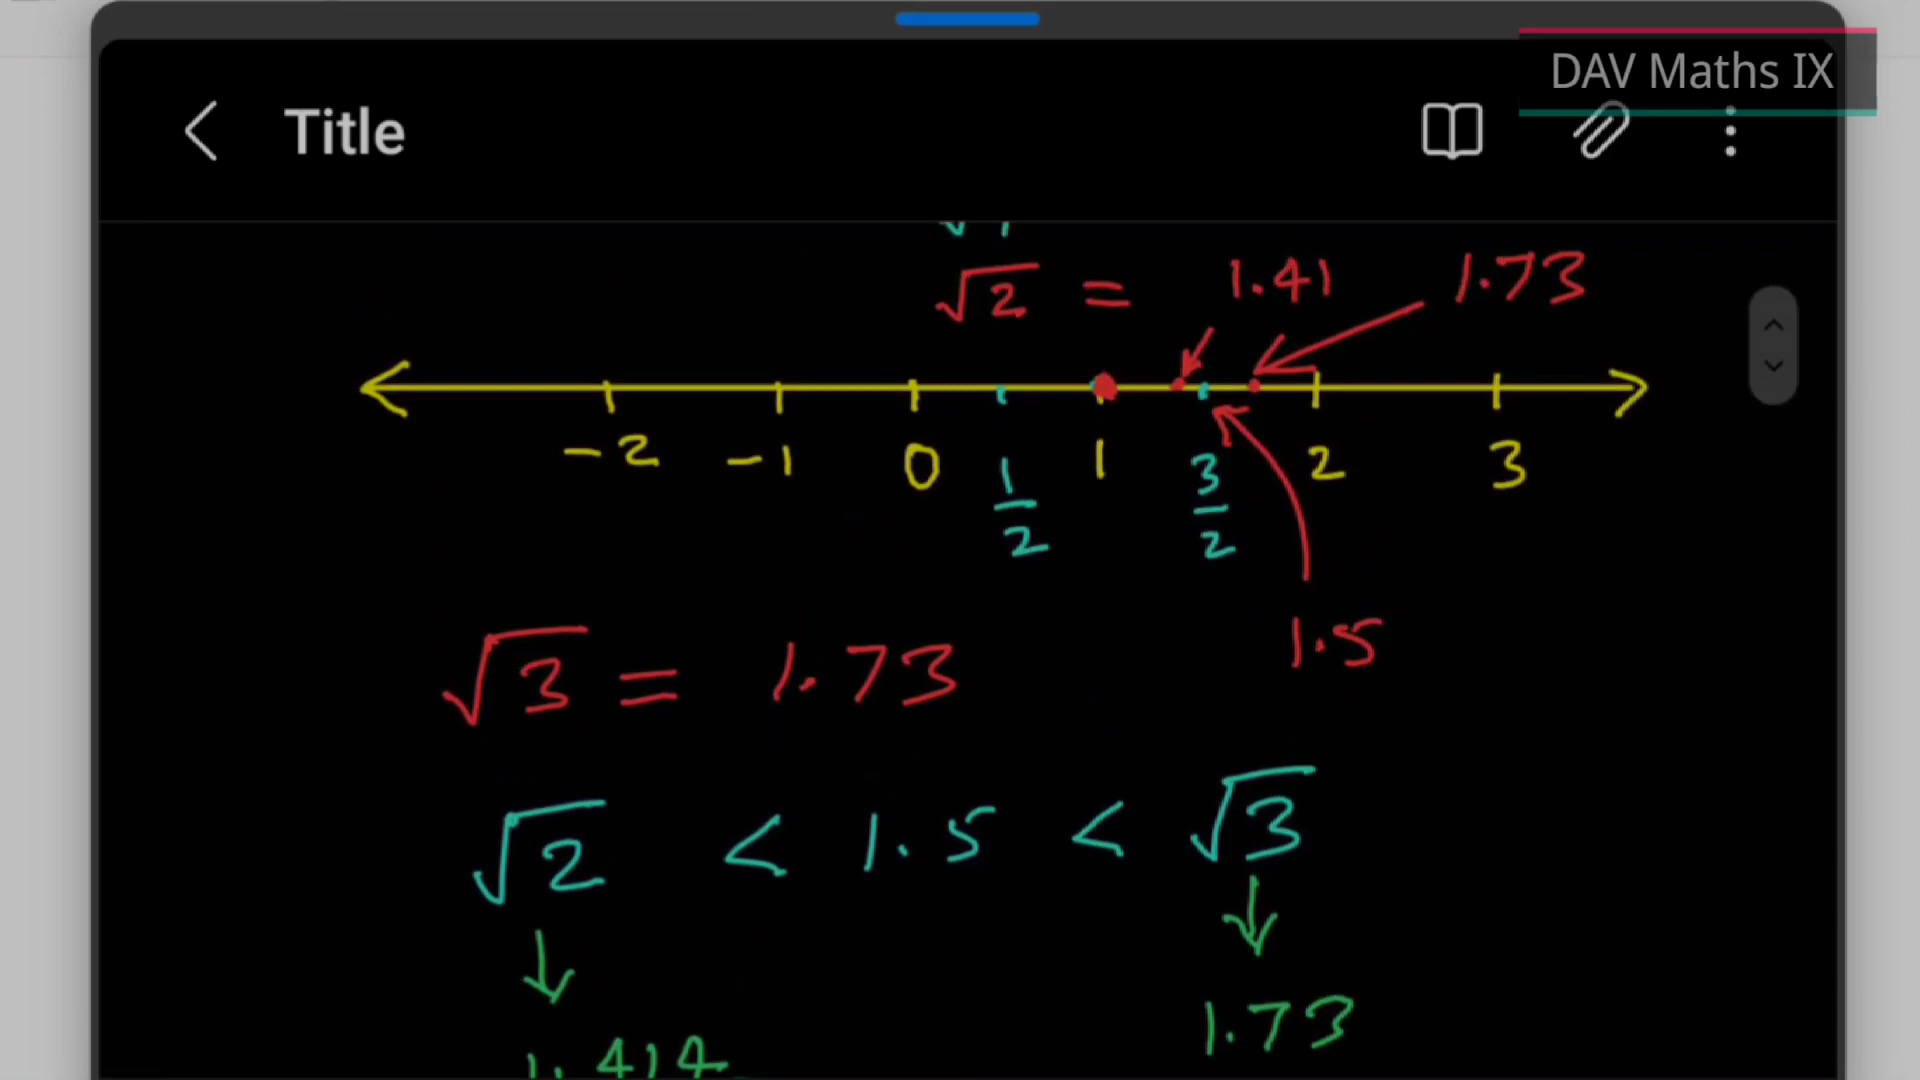 DAV Maths IX
Title
√2 = 1.41 1.73
-2 -1 0 1/2 1 3/2 2 3
1.5
√3 = 1.73
√2 < 1.5 < √3
1.73
1.414